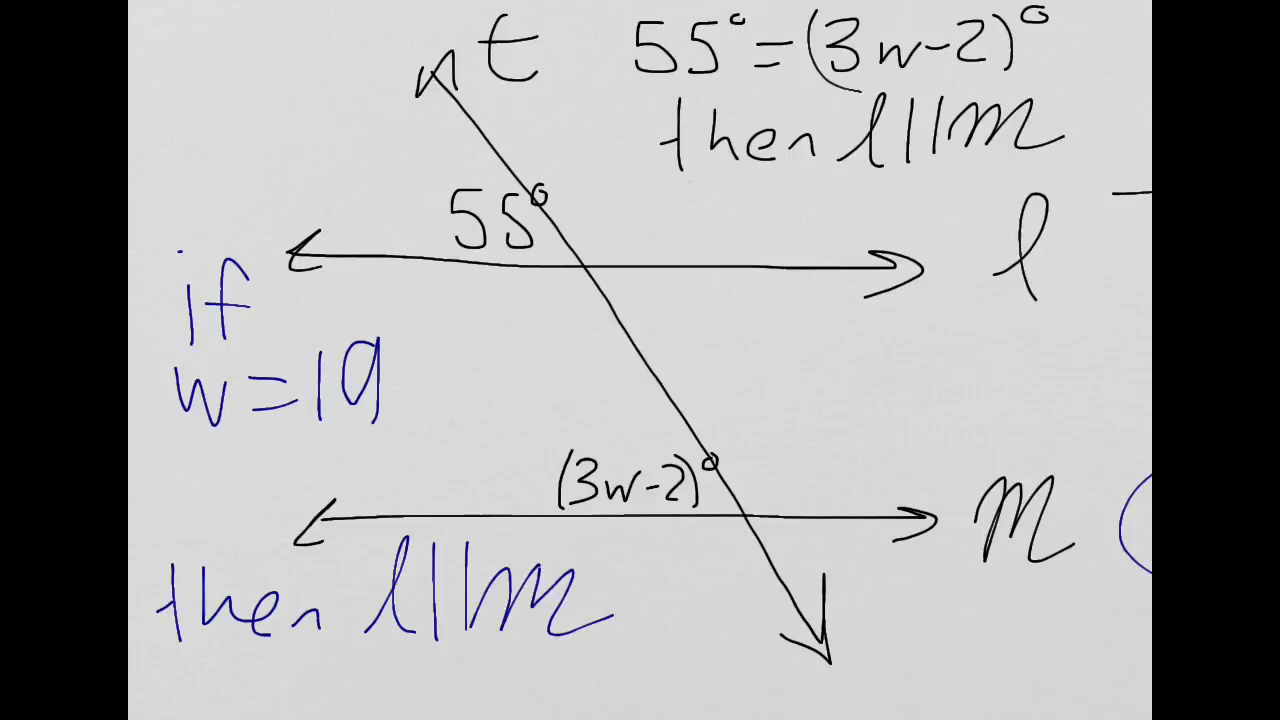 t
55° = (3w-2)°
then l||m
55°
l
if
w=19
(3w-2)°
m
then l||m